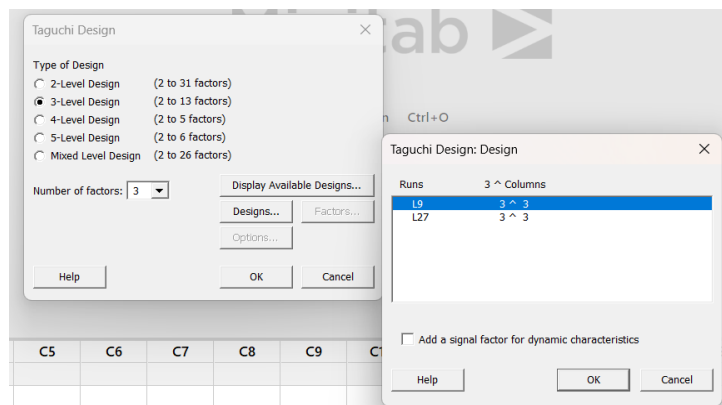 Taguchi Design
ab
Type of Design
2-Level Design (2 to 31 factors)
3-Level Design (2 to 13 factors)
4-Level Design (2 to 5 factors)
5-Level Design (2 to 6 factors)
Mixed Level Design (2 to 26 factors)
Number of factors: 3
Display Available Designs...
Designs... Factors...
Options...
Help OK Cancel
Ctrl+O
Taguchi Design: Design
Runs 3 ^ Columns
L9 3 ^ 3
L27 3 ^ 3
Add a signal factor for dynamic characteristics
Help OK Cancel
C5 C6 C7 C8 C9